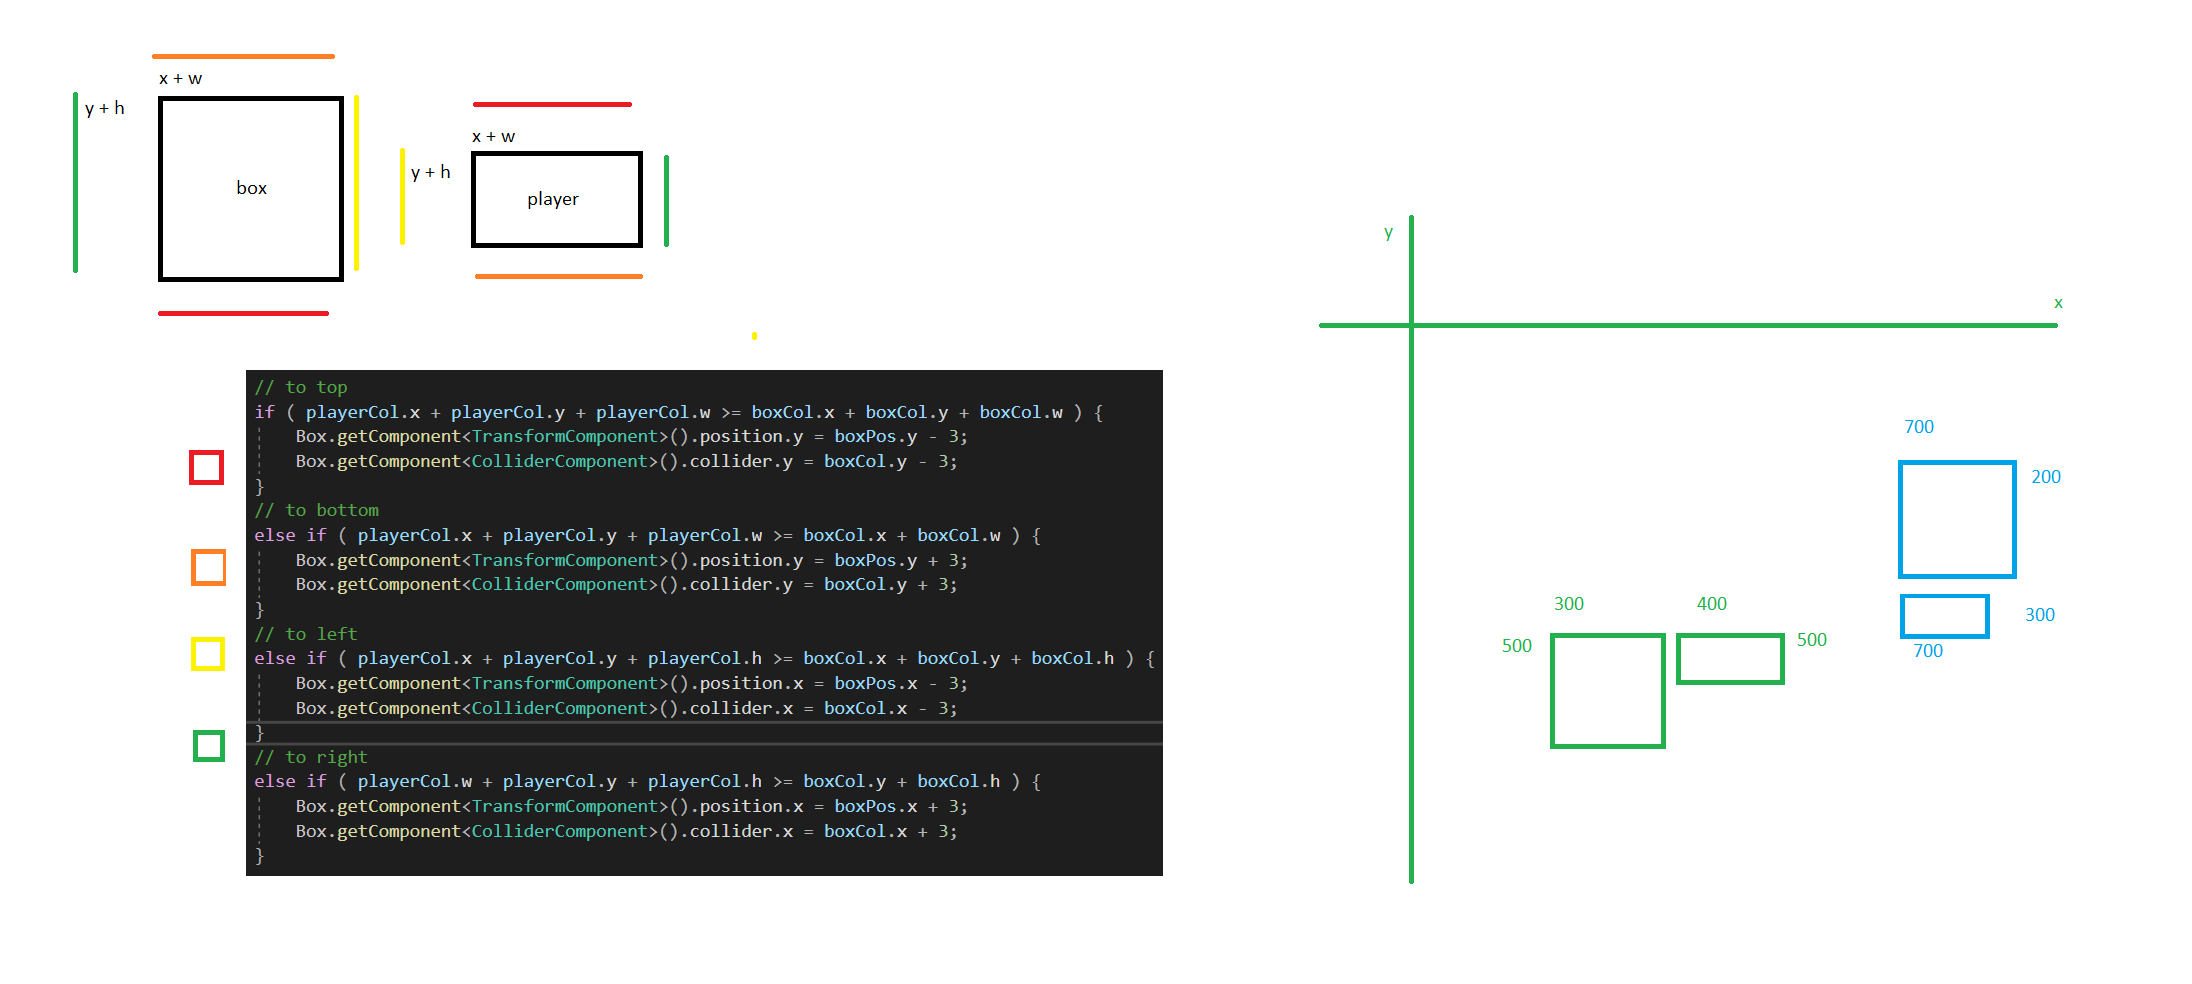 x + w
y + h
box
x + w
y + h
player
// to top
if ( playerCol.x + playerCol.y + playerCol.w >= boxCol.x + boxCol.y + boxCol.w ) {
Box.getComponent<TransformComponent>().position.y = boxPos.y - 3;
Box.getComponent<ColliderComponent>().collider.y = boxCol.y - 3;
}
// to bottom
else if ( playerCol.x + playerCol.y + playerCol.w >= boxCol.x + boxCol.w ) {
Box.getComponent<TransformComponent>().position.y = boxPos.y + 3;
Box.getComponent<ColliderComponent>().collider.y = boxCol.y + 3;
}
// to left
else if ( playerCol.x + playerCol.y + playerCol.h >= boxCol.x + boxCol.y + boxCol.h ) {
Box.getComponent<TransformComponent>().position.x = boxPos.x - 3;
Box.getComponent<ColliderComponent>().collider.x = boxCol.x - 3;
}
// to right
else if ( playerCol.w + playerCol.y + playerCol.h >= boxCol.y + boxCol.h ) {
Box.getComponent<TransformComponent>().position.x = boxPos.x + 3;
Box.getComponent<ColliderComponent>().collider.x = boxCol.x + 3;
}
y
x
700
200
300
700
300
400
500
500